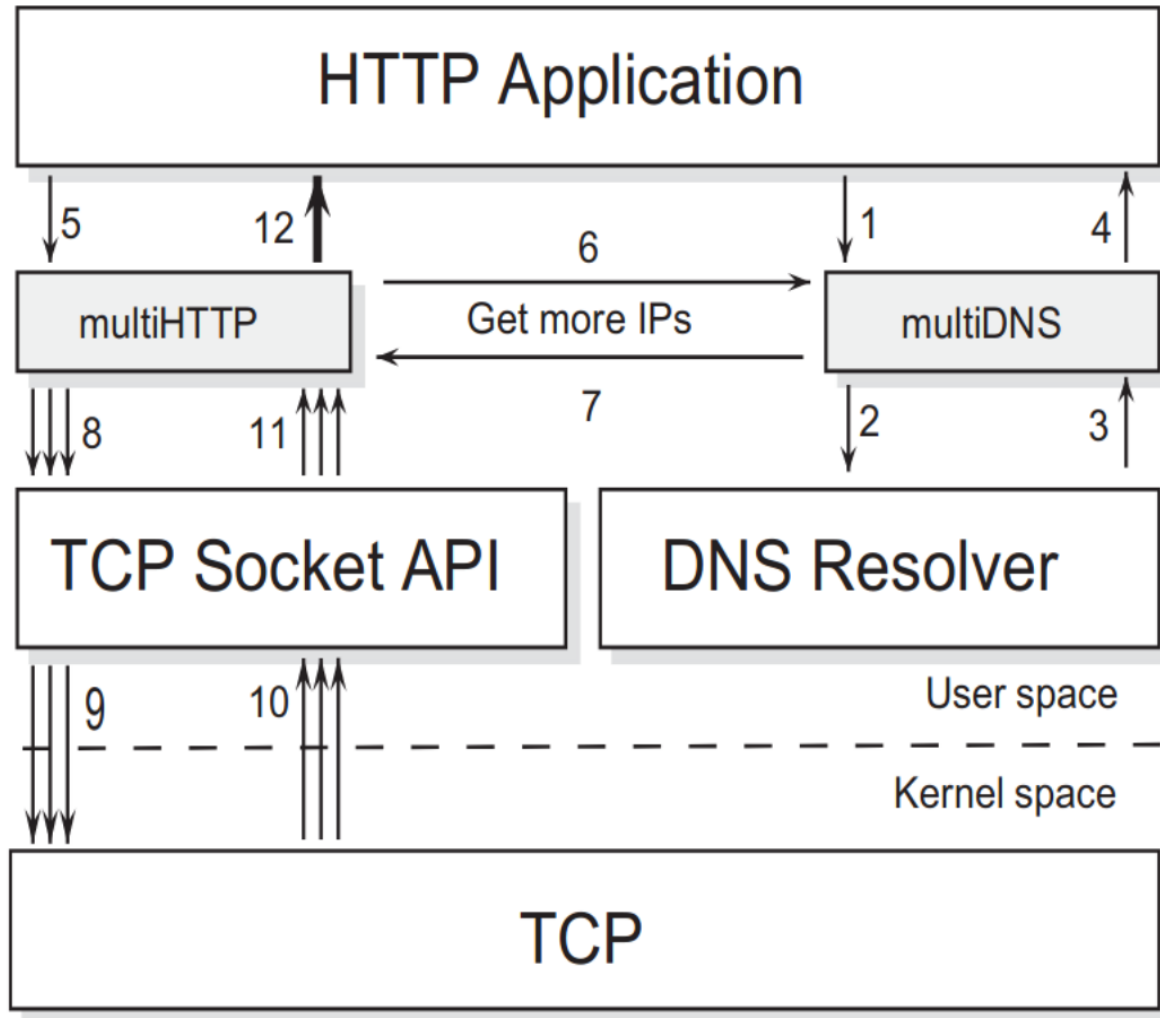 HTTP Application
5
12
6
1
4
multiHTTP
Get more IPs
multiDNS
7
8
11
2
3
TCP Socket API
DNS Resolver
9
10
User space
Kernel space
TCP